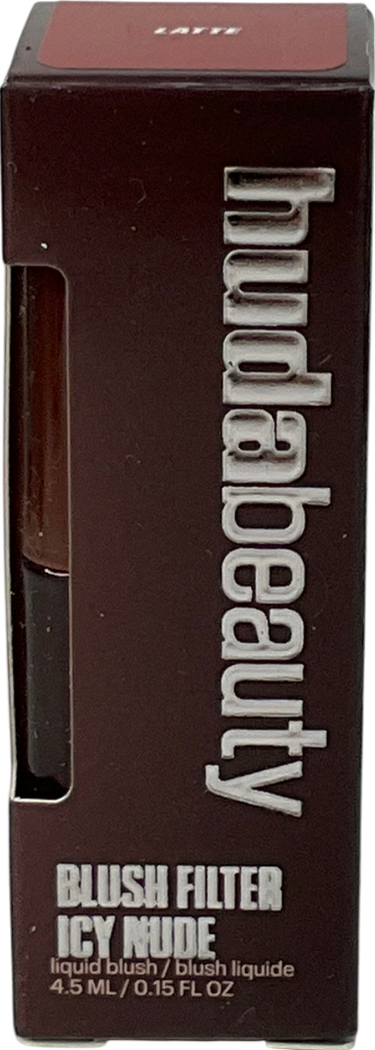 LATTE
hudabeauty
BLUSH FILTER
ICY NUDE
liquid blush / blush liquide
4.5 ML / 0.15 FL OZ